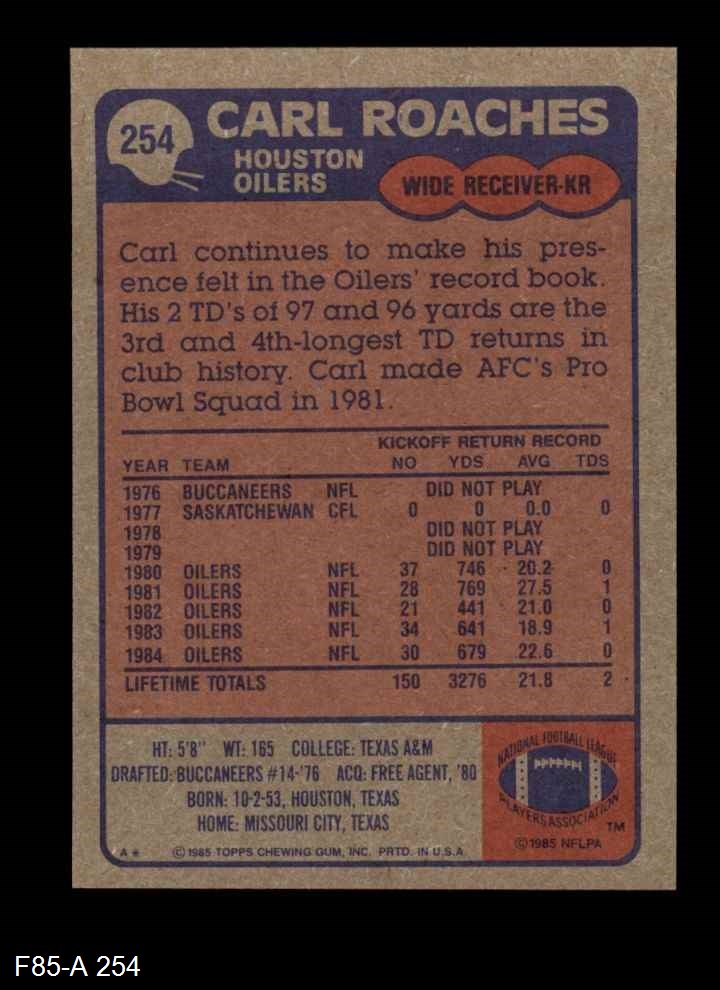 254
CARL ROACHES
HOUSTON
OILERS
WIDE RECEIVER-KR
Carl continues to make his pres-
ence felt in the Oilers' record book.
His 2 TD's of 97 and 96 yards are the
3rd and 4th-longest TD returns in
club history. Carl made AFC's Pro
Bowl Squad in 1981.
KICKOFF RETURN RECORD
YEAR TEAM NO YDS AVG TDS
1976 BUCCANEERS NFL DID NOT PLAY
1977 SASKATCHEWAN CFL 0 0 0.0 0
1978 DID NOT PLAY
1979 DID NOT PLAY
1980 OILERS NFL 37 746 20.2 0
1981 OILERS NFL 28 769 27.5 1
1982 OILERS NFL 21 441 21.0 0
1983 OILERS NFL 34 641 18.9 1
1984 OILERS NFL 30 679 22.6 0
LIFETIME TOTALS 150 3276 21.8 2
HT: 5'8" WT: 165 COLLEGE: TEXAS A&M
DRAFTED: BUCCANEERS #14-'76 ACQ: FREE AGENT, '80
BORN: 10-2-53, HOUSTON, TEXAS
HOME: MISSOURI CITY, TEXAS
A* © 1985 TOPPS CHEWING GUM, INC. PRTD. IN U.S.A.
NATIONAL FOOTBALL LEAGUE
PLAYERS ASSOCIATION
TM
© 1985 NFLPA
F85-A 254